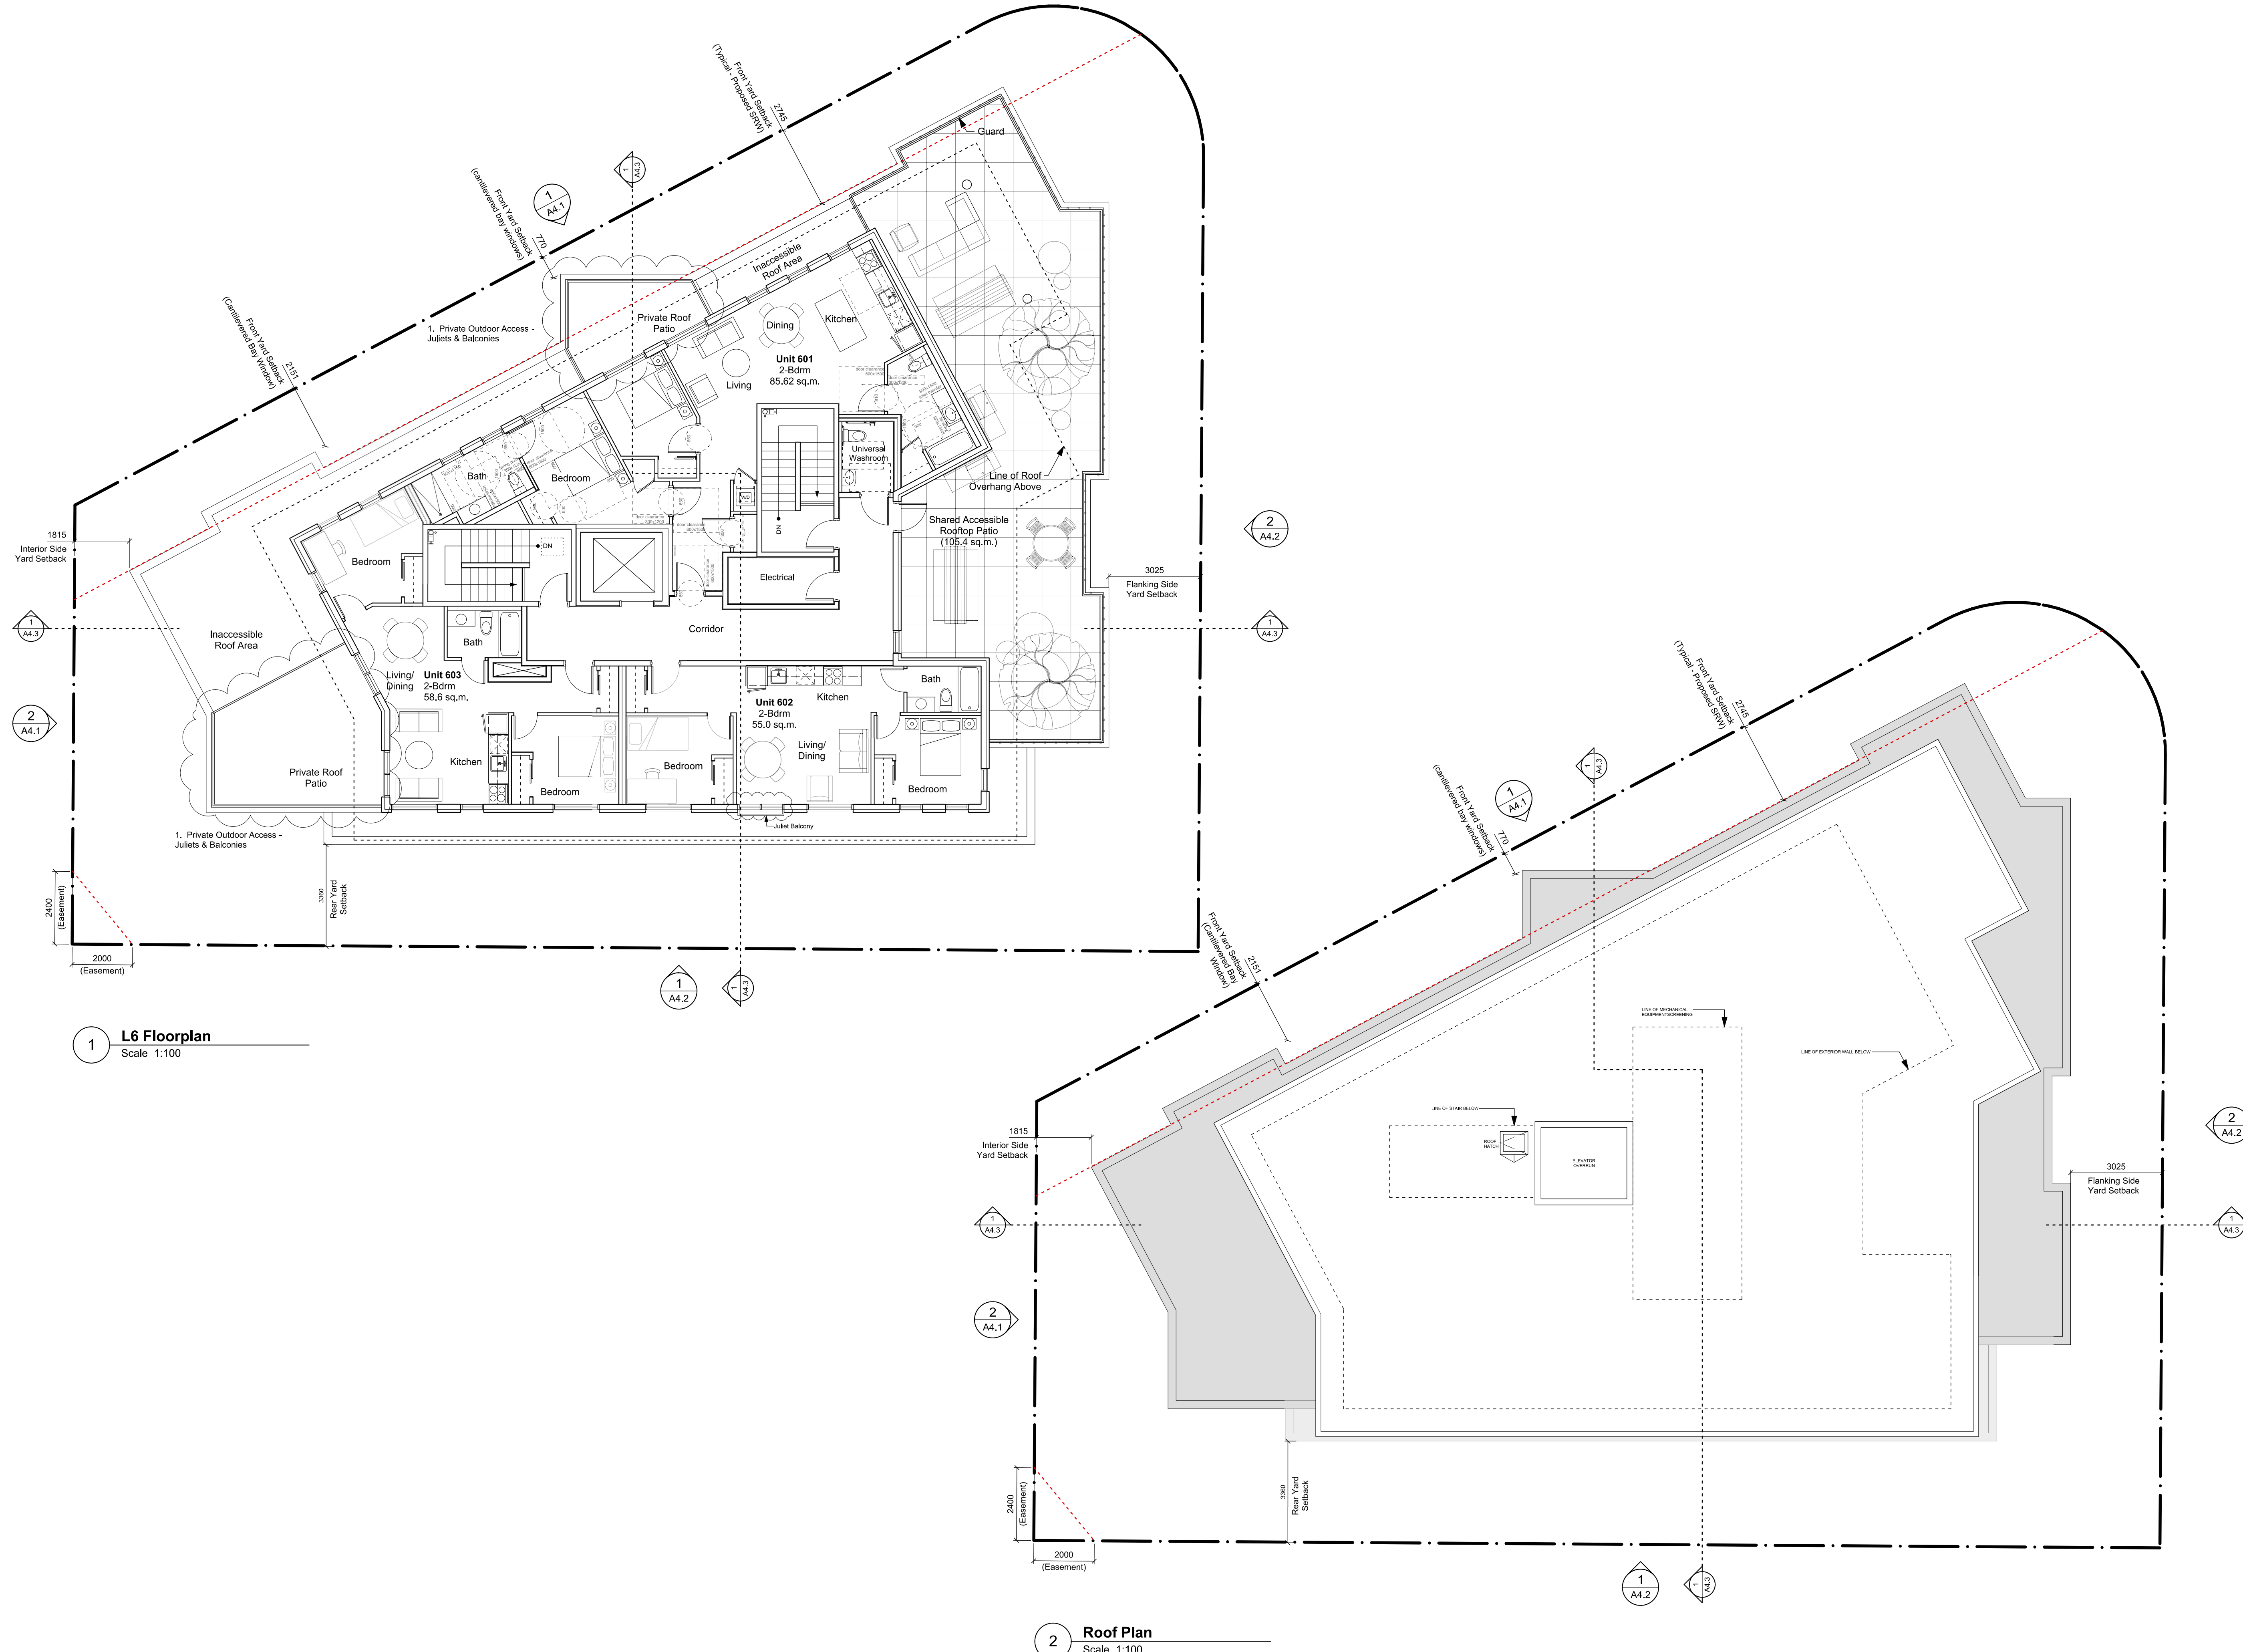 Front Yard Setback
(Typical - Proposed SRW)
2745
Front Yard Setback
(cantilevered bay windows)
770
1
A4.1
1
A4.3
Guard
Inaccessible
Roof Area
Front Yard Setback
(Cantilevered Bay Window)
2151
1. Private Outdoor Access -
Juliets & Balconies
Private Roof
Patio
Dining
Kitchen
Unit 601
2-Bdrm
85.62 sq.m.
Living
Bath
Bedroom
Universal
Washroom
Line of Roof
Overhang Above
W/D
DN
DN
1815
Interior Side
Yard Setback
Bedroom
Shared Accessible
Rooftop Patio
(105.4 sq.m.)
2
A4.2
Electrical
3025
Flanking Side
Yard Setback
1
A4.3
Inaccessible
Roof Area
Bath
Corridor
1
A4.3
Living/
Dining
Unit 603
2-Bdrm
58.6 sq.m.
Kitchen
Bath
Unit 602
2-Bdrm
55.0 sq.m.
2
A4.1
Living/
Dining
Private Roof
Patio
Kitchen
Bedroom
Bedroom
Bedroom
Juliet Balcony
1. Private Outdoor Access -
Juliets & Balconies
2400
(Easement)
3360
Rear Yard
Setback
2000
(Easement)
1
A4.2
1
A4.3
1
L6 Floorplan
Scale 1:100
Front Yard Setback
(Typical - Proposed SRW)
2745
1
A4.3
Front Yard Setback
(cantilevered bay windows)
770
1
A4.1
Front Yard Setback
(Cantilevered Bay
Window)
2151
LINE OF MECHANICAL
EQUIPMENTSCREENING
LINE OF EXTERIOR WALL BELOW
LINE OF STAIR BELOW
ROOF
HATCH
ELEVATOR
OVERRUN
1815
Interior Side
Yard Setback
2
A4.2
3025
Flanking Side
Yard Setback
1
A4.3
1
A4.3
2
A4.1
2400
(Easement)
3360
Rear Yard
Setback
2000
(Easement)
1
A4.2
1
A4.3
2
Roof Plan
Scale 1:100